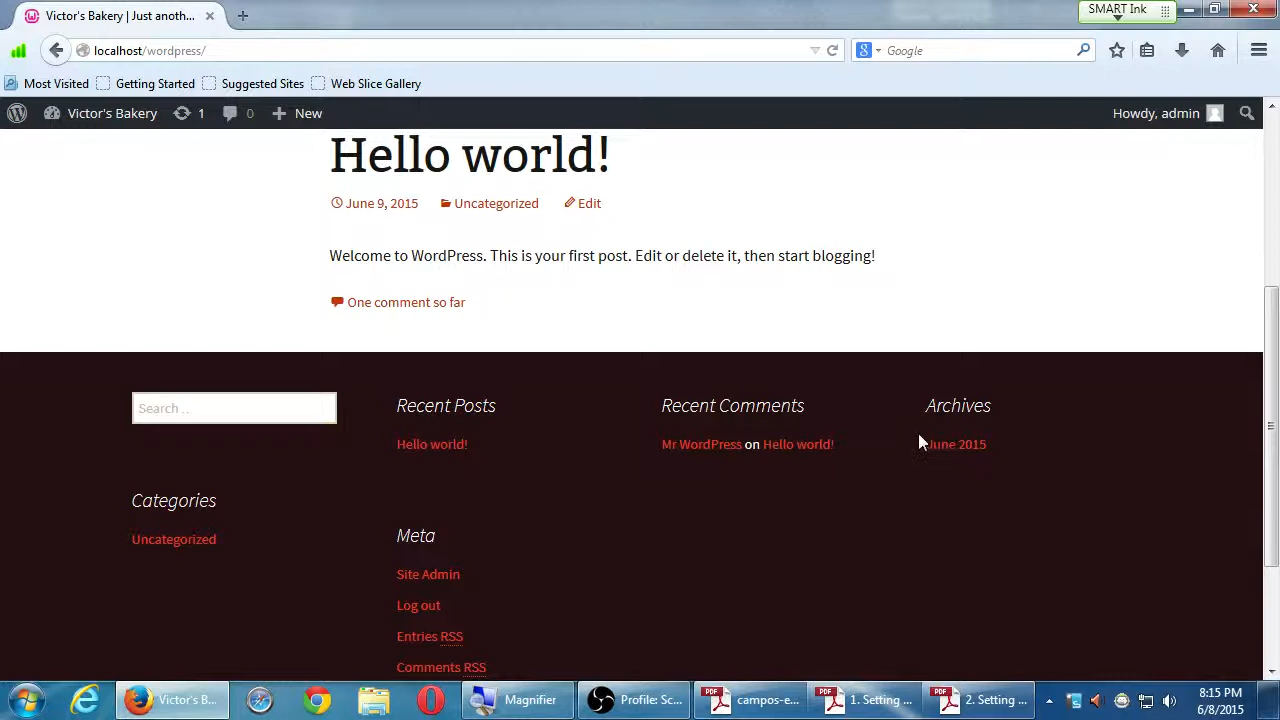 Victor's Bakery | Just anoth...
SMART Ink
localhost/wordpress/
Google
Most Visited
Getting Started
Suggested Sites
Web Slice Gallery
Victor's Bakery
1
0
New
Howdy, admin
Hello world!
June 9, 2015
Uncategorized
Edit
Welcome to WordPress. This is your first post. Edit or delete it, then start blogging!
One comment so far
Search ..
Recent Posts
Recent Comments
Archives
Hello world!
Mr WordPress on Hello world!
June 2015
Categories
Uncategorized
Meta
Site Admin
Log out
Entries RSS
Comments RSS
Victor's B...
Magnifier
Profile: Sc...
campos-e...
1. Setting ...
2. Setting ...
8:15 PM
6/8/2015